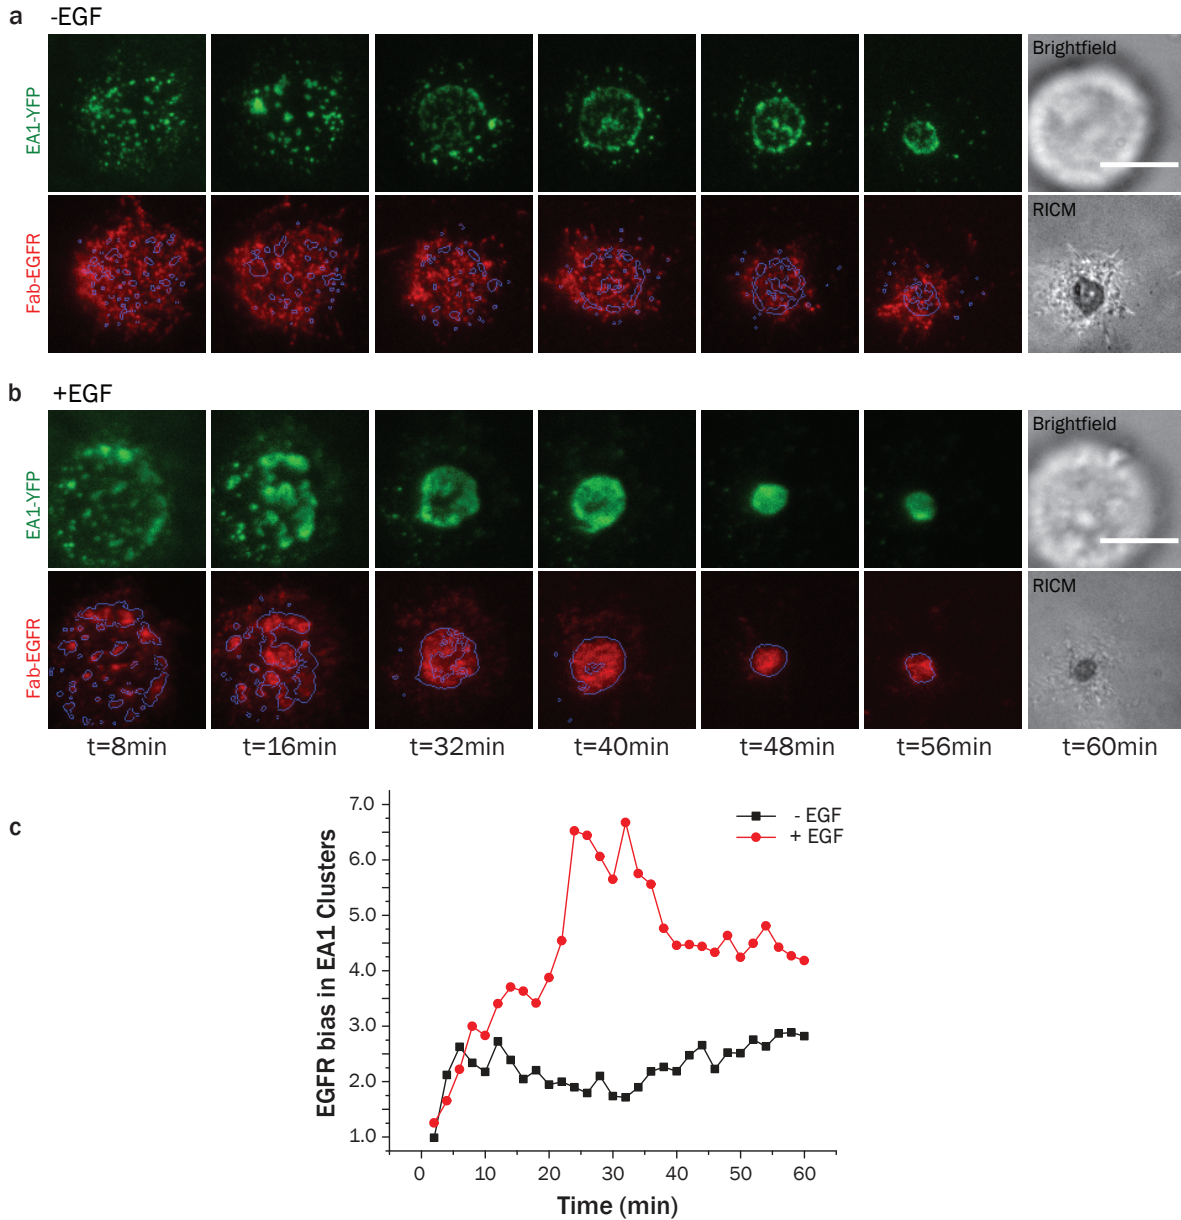 a -EGF
EA1-YFP
Brightfield
Fab-EGFR
RICM
b +EGF
EA1-YFP
Brightfield
Fab-EGFR
RICM
t=8min t=16min t=32min t=40min t=48min t=56min t=60min
c
EGFR bias in EA1 Clusters
7.0
6.0
5.0
4.0
3.0
2.0
1.0
- EGF
+ EGF
0 10 20 30 40 50 60
Time (min)